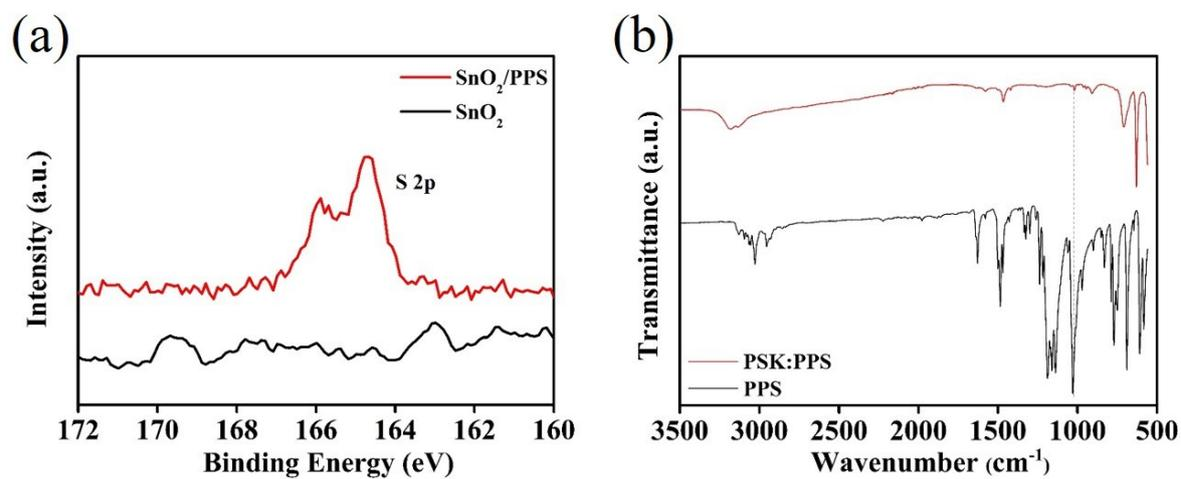 (a)
SnO2/PPS
SnO2
S 2p
Intensity (a.u.)
172 170 168 166 164 162 160
Binding Energy (eV)
(b)
Transmittance (a.u.)
PSK:PPS
PPS
3500 3000 2500 2000 1500 1000 500
Wavenumber (cm-1)